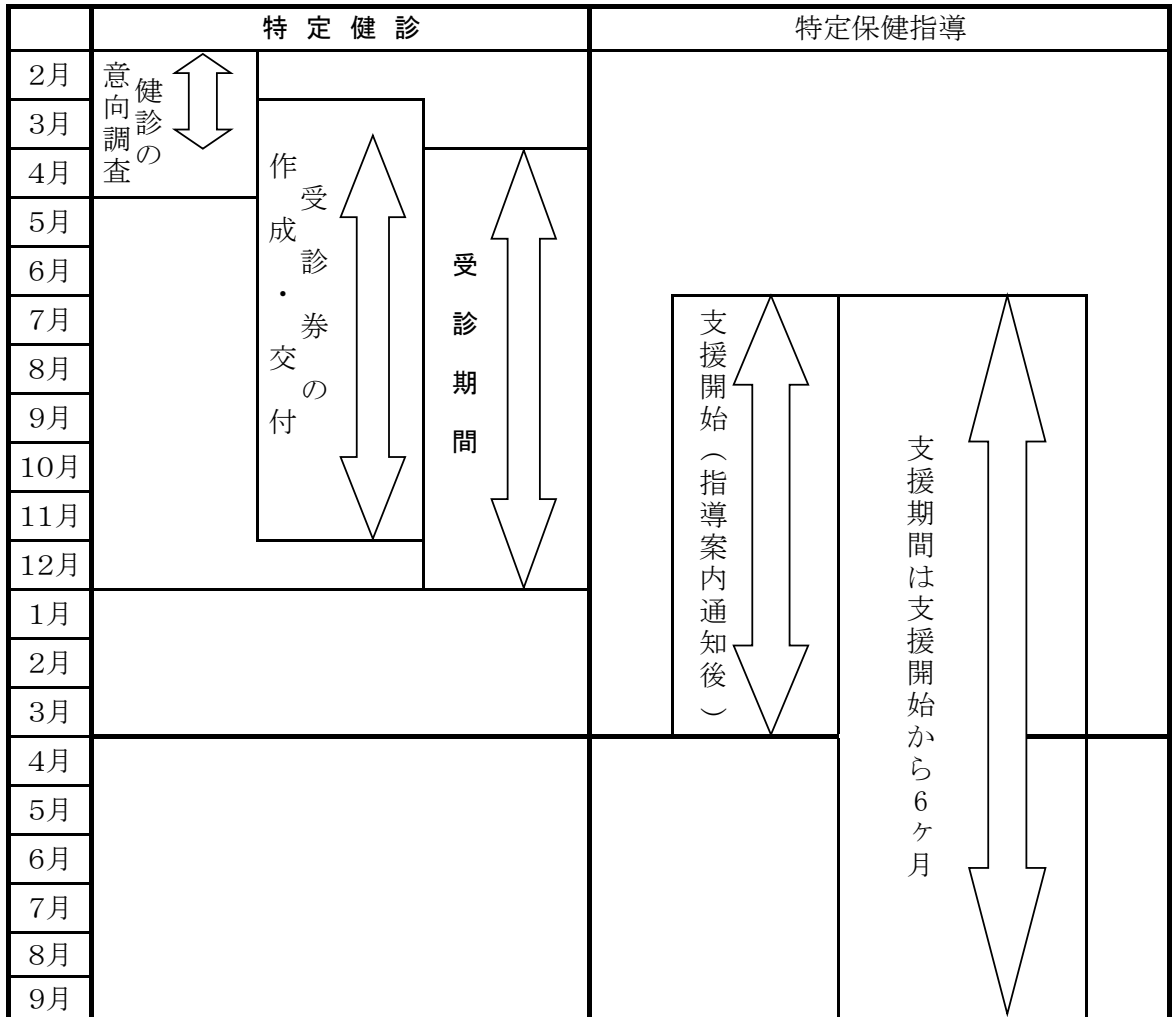 特定健診
特定保健指導
2月
3月
4月
5月
6月
7月
8月
9月
10月
11月
12月
1月
2月
3月
4月
5月
6月
7月
8月
9月
健診の
意向調査
受診券の
作成・交付
受診期間
支援開始（指導案内通知後）
支援期間は支援開始から6ヶ月